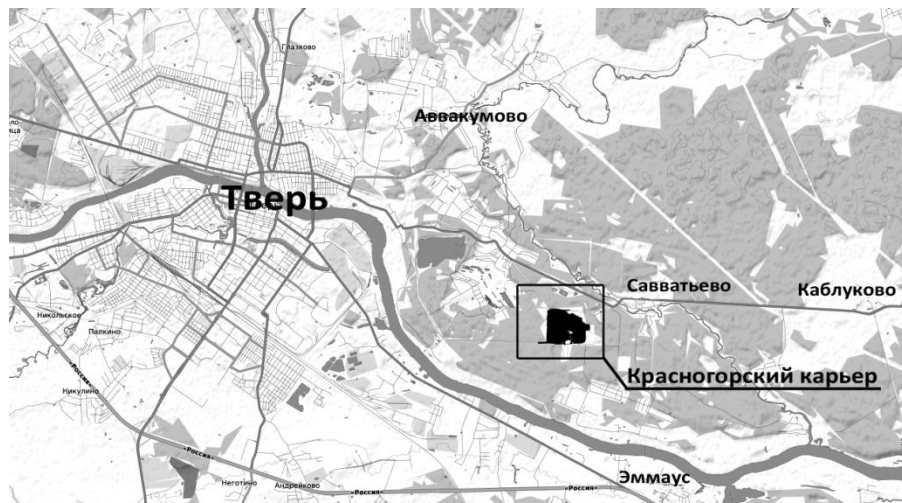 Глазково
Аввакумово
Тверь
Савватьево
Каблуково
Никольское
Палкино
Красногорский карьер
«Россия»
Никулино
«Россия»
Эммаус
Неготино
Андрейково
«Россия»
«Россия»